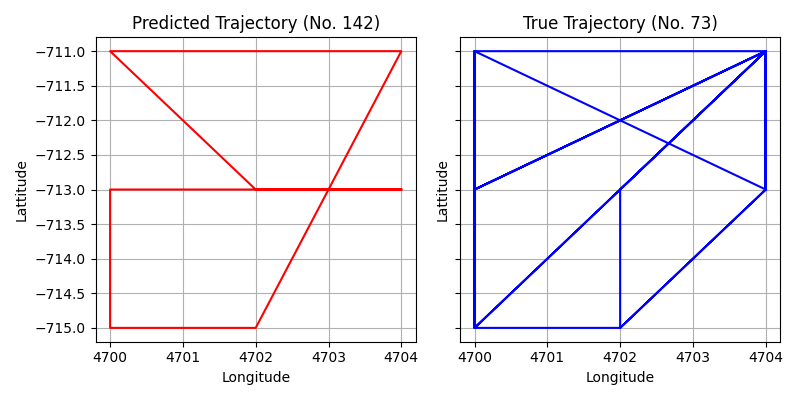 Predicted Trajectory (No. 142)
True Trajectory (No. 73)
−711.0
−711.5
−712.0
−712.5
−713.0
−713.5
−714.0
−714.5
−715.0
Lattitude
Lattitude
4700 4701 4702 4703 4704
4700 4701 4702 4703 4704
Longitude
Longitude